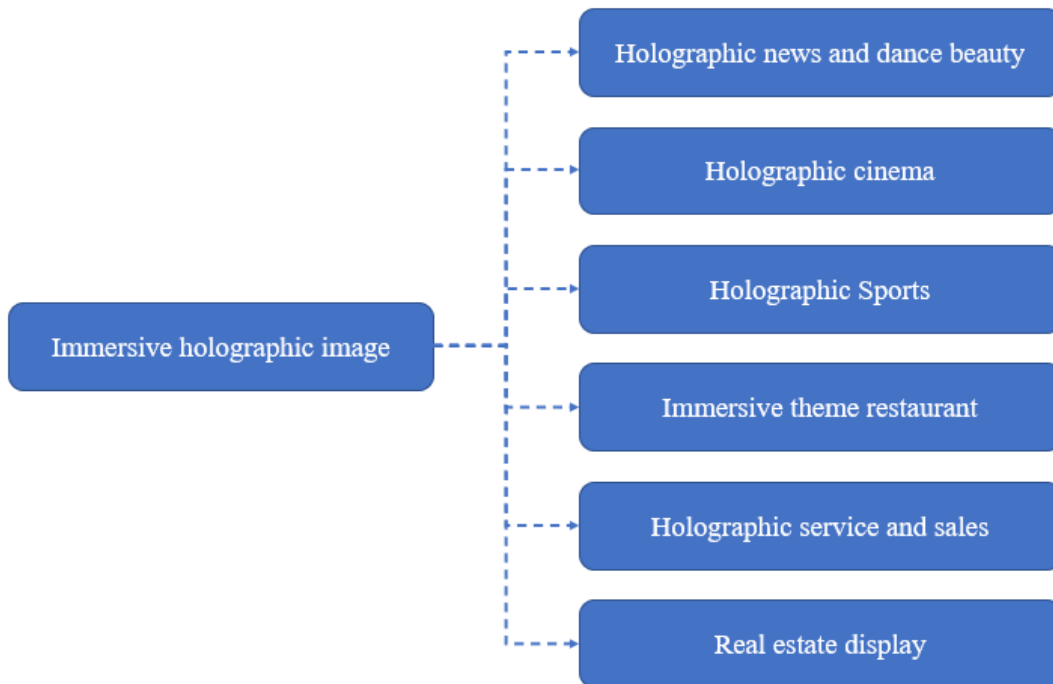 Holographic news and dance beauty
Holographic cinema
Holographic Sports
Immersive holographic image
Immersive theme restaurant
Holographic service and sales
Real estate display